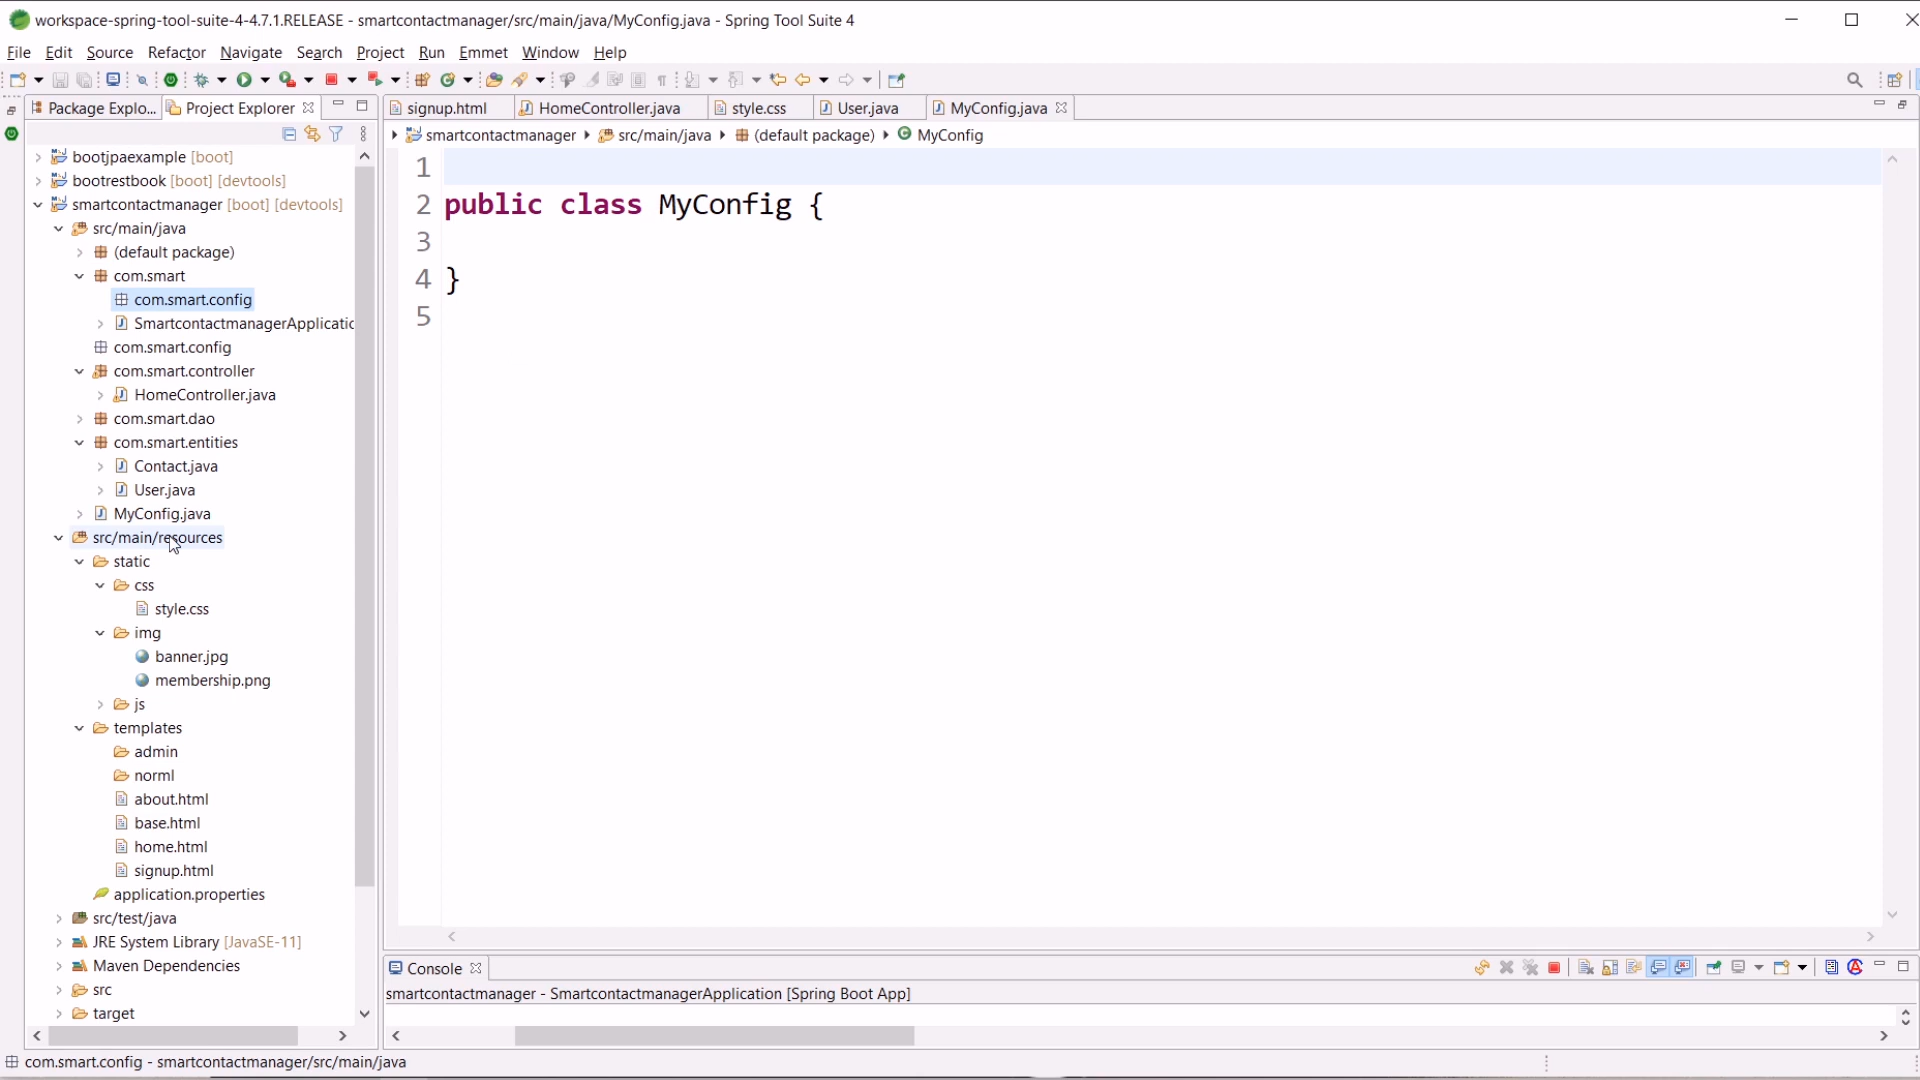 workspace-spring-tool-suite-4-4.7.1.RELEASE - smartcontactmanager/src/main/java/MyConfig.java - Spring Tool Suite 4
File Edit Source Refactor Navigate Search Project Run Emmet Window Help
Package Explo... Project Explorer
signup.html HomeController.java style.css User.java MyConfig.java
smartcontactmanager src/main/java (default package) MyConfig
bootjpaexample [boot]
bootrestbook [boot] [devtools]
smartcontactmanager [boot] [devtools]
src/main/java
(default package)
com.smart
com.smart.config
SmartcontactmanagerApplicatic
com.smart.config
com.smart.controller
HomeController.java
com.smart.dao
com.smart.entities
Contact.java
User.java
MyConfig.java
src/main/resources
static
css
style.css
img
banner.jpg
membership.png
js
templates
admin
norml
about.html
base.html
home.html
signup.html
application.properties
src/test/java
JRE System Library [JavaSE-11]
Maven Dependencies
src
target
1
2 public class MyConfig {
3
4 }
5
Console
smartcontactmanager - SmartcontactmanagerApplication [Spring Boot App]
com.smart.config - smartcontactmanager/src/main/java